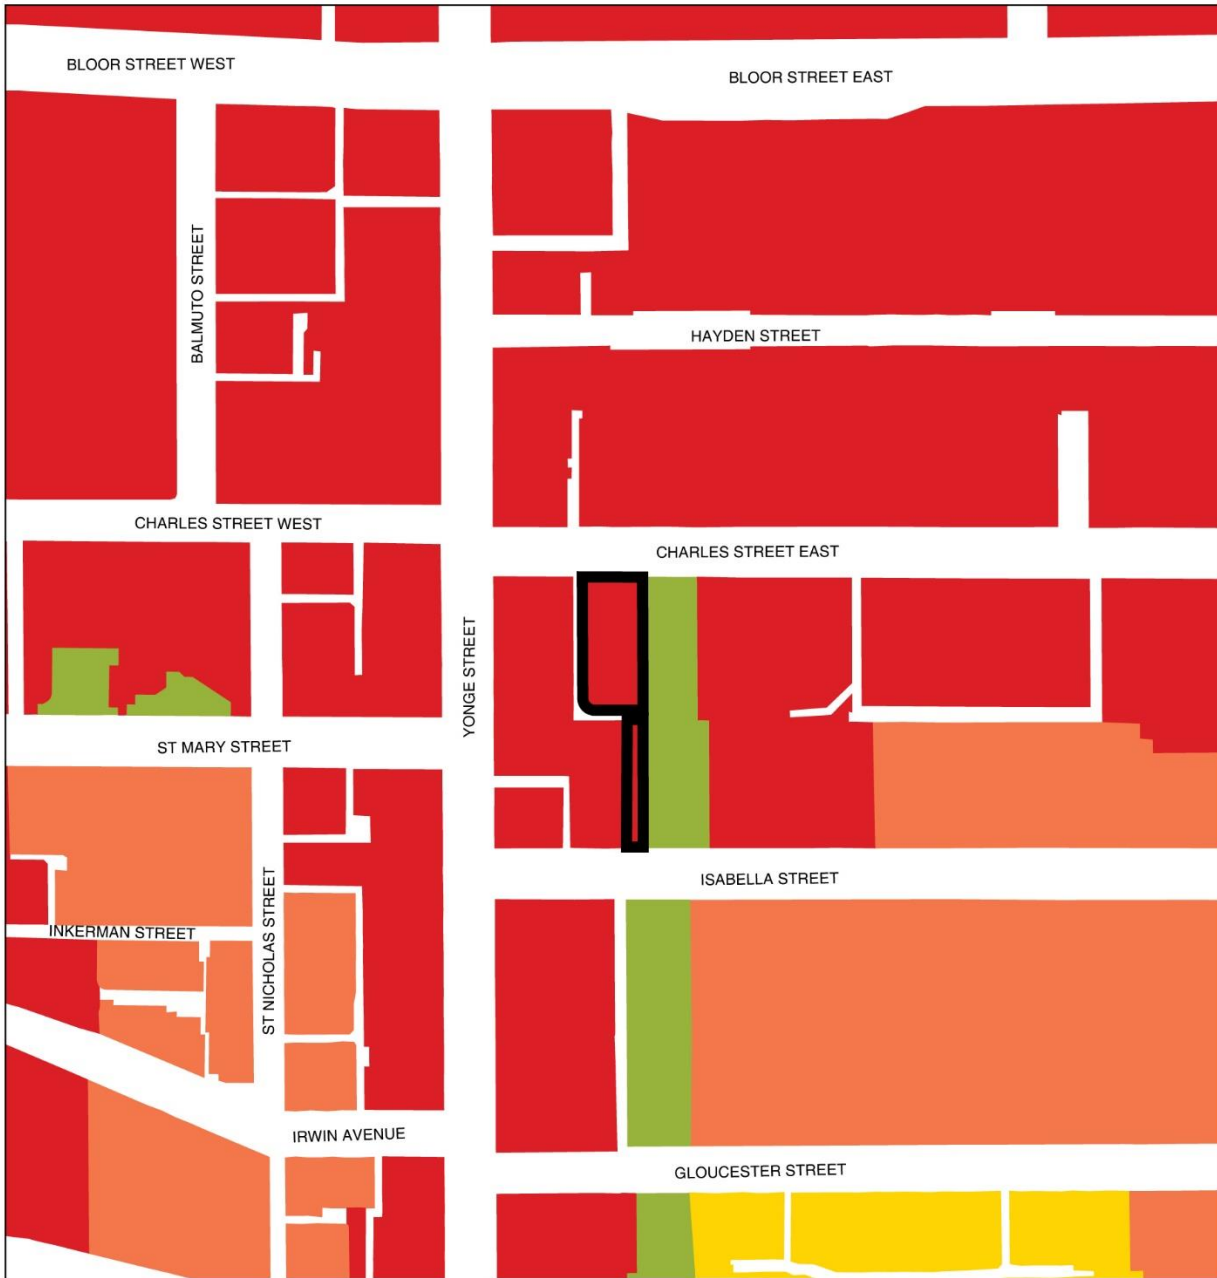 BLOOR STREET WEST
BLOOR STREET EAST
BALMUTO STREET
HAYDEN STREET
CHARLES STREET WEST
CHARLES STREET EAST
YONGE STREET
ST MARY STREET
ISABELLA STREET
INKERMAN STREET
ST NICHOLAS STREET
IRWIN AVENUE
GLOUCESTER STREET